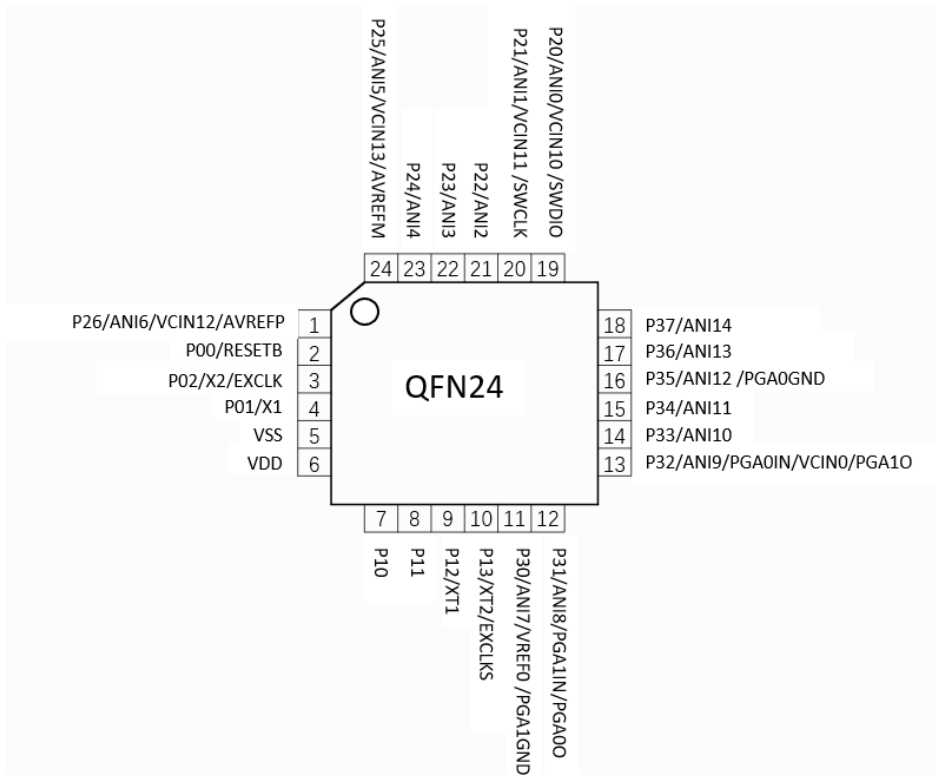 P25/ANI5/VCIN13/AVREFM
P24/ANI4
P23/ANI3
P22/ANI2
P21/ANI1/VCIN11 /SWCLK
P20/ANI0/VCIN10 /SWDIO
24 23 22 21 20 19
P26/ANI6/VCIN12/AVREFP 1
P00/RESETB 2
P02/X2/EXCLK 3
P01/X1 4
VSS 5
VDD 6
QFN24
18 P37/ANI14
17 P36/ANI13
16 P35/ANI12 /PGA0GND
15 P34/ANI11
14 P33/ANI10
13 P32/ANI9/PGA0IN/VCIN0/PGA1O
7 8 9 10 11 12
P10
P11
P12/XT1
P13/XT2/EXCLKS
P30/ANI7/VREF0 /PGA1GND
P31/ANI8/PGA1IN/PGA0O